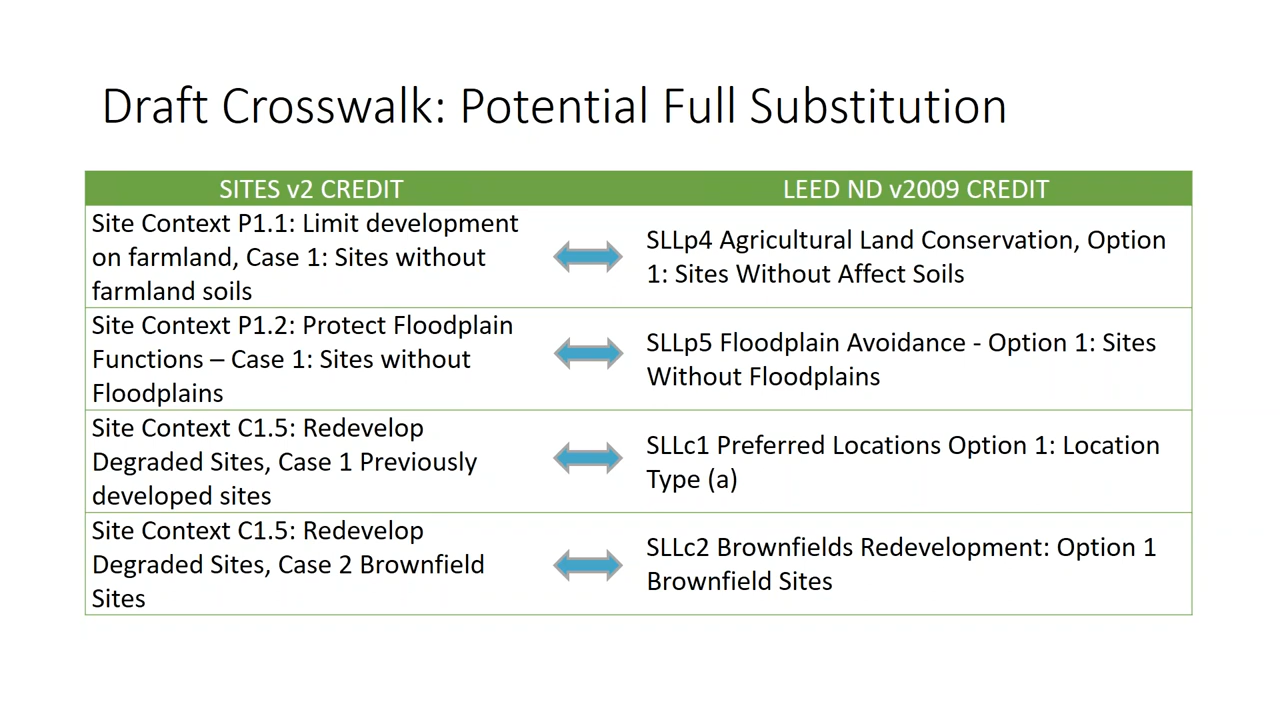 Draft Crosswalk: Potential Full Substitution
SITES v2 CREDIT
LEED ND v2009 CREDIT
Site Context P1.1: Limit development
on farmland, Case 1: Sites without
farmland soils
SLLp4 Agricultural Land Conservation, Option
1: Sites Without Affect Soils
Site Context P1.2: Protect Floodplain
Functions – Case 1: Sites without
Floodplains
SLLp5 Floodplain Avoidance - Option 1: Sites
Without Floodplains
Site Context C1.5: Redevelop
Degraded Sites, Case 1 Previously
developed sites
SLLc1 Preferred Locations Option 1: Location
Type (a)
Site Context C1.5: Redevelop
Degraded Sites, Case 2 Brownfield
Sites
SLLc2 Brownfields Redevelopment: Option 1
Brownfield Sites